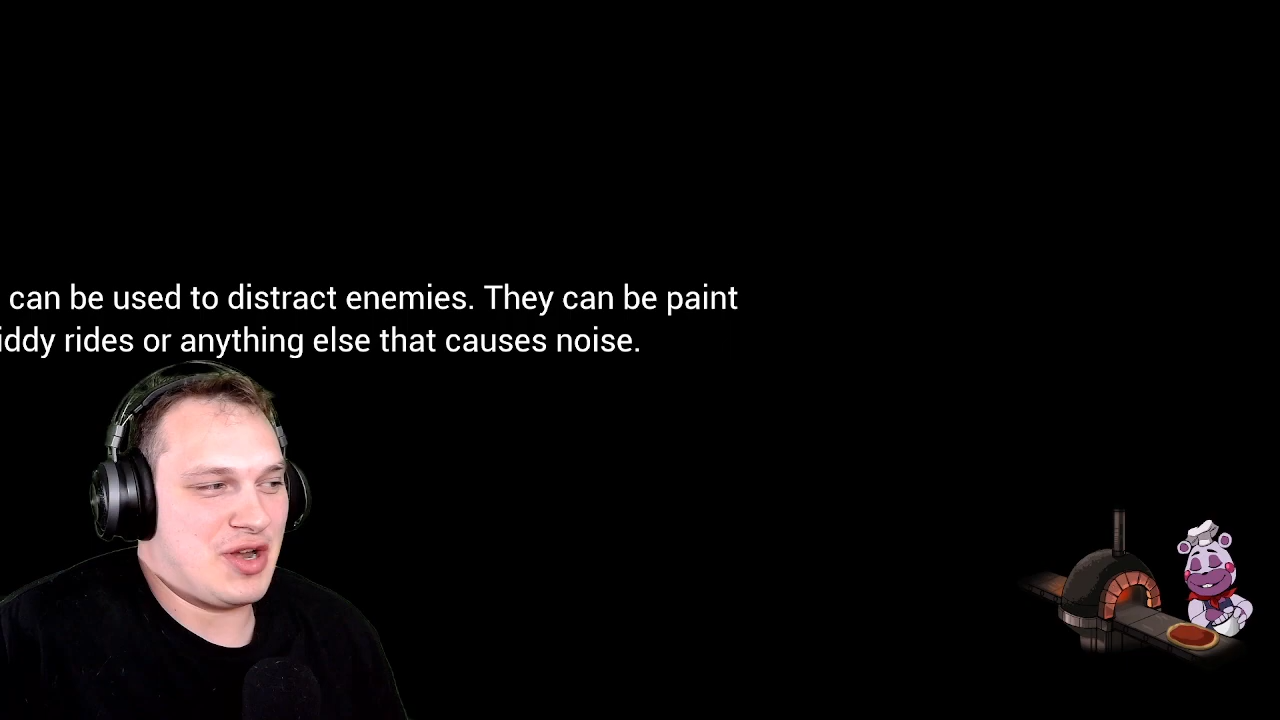 can be used to distract enemies. They can be paint
iddy rides or anything else that causes noise.